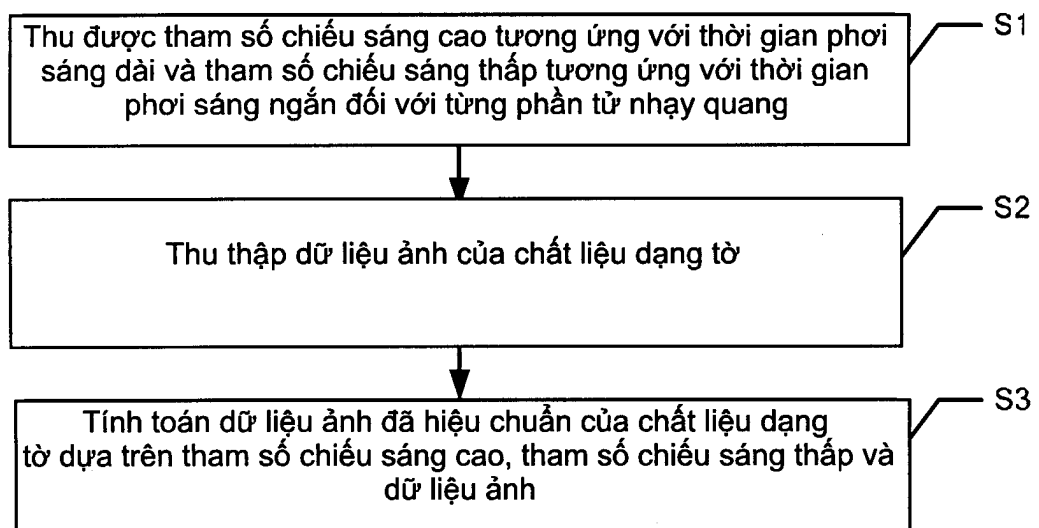 Thu được tham số chiếu sáng cao tương ứng với thời gian phơi
sáng dài và tham số chiếu sáng thấp tương ứng với thời gian
phơi sáng ngắn đối với từng phần tử nhạy quang
S1
Thu thập dữ liệu ảnh của chất liệu dạng tờ
S2
Tính toán dữ liệu ảnh đã hiệu chuẩn của chất liệu dạng
tờ dựa trên tham số chiếu sáng cao, tham số chiếu sáng thấp và
dữ liệu ảnh
S3